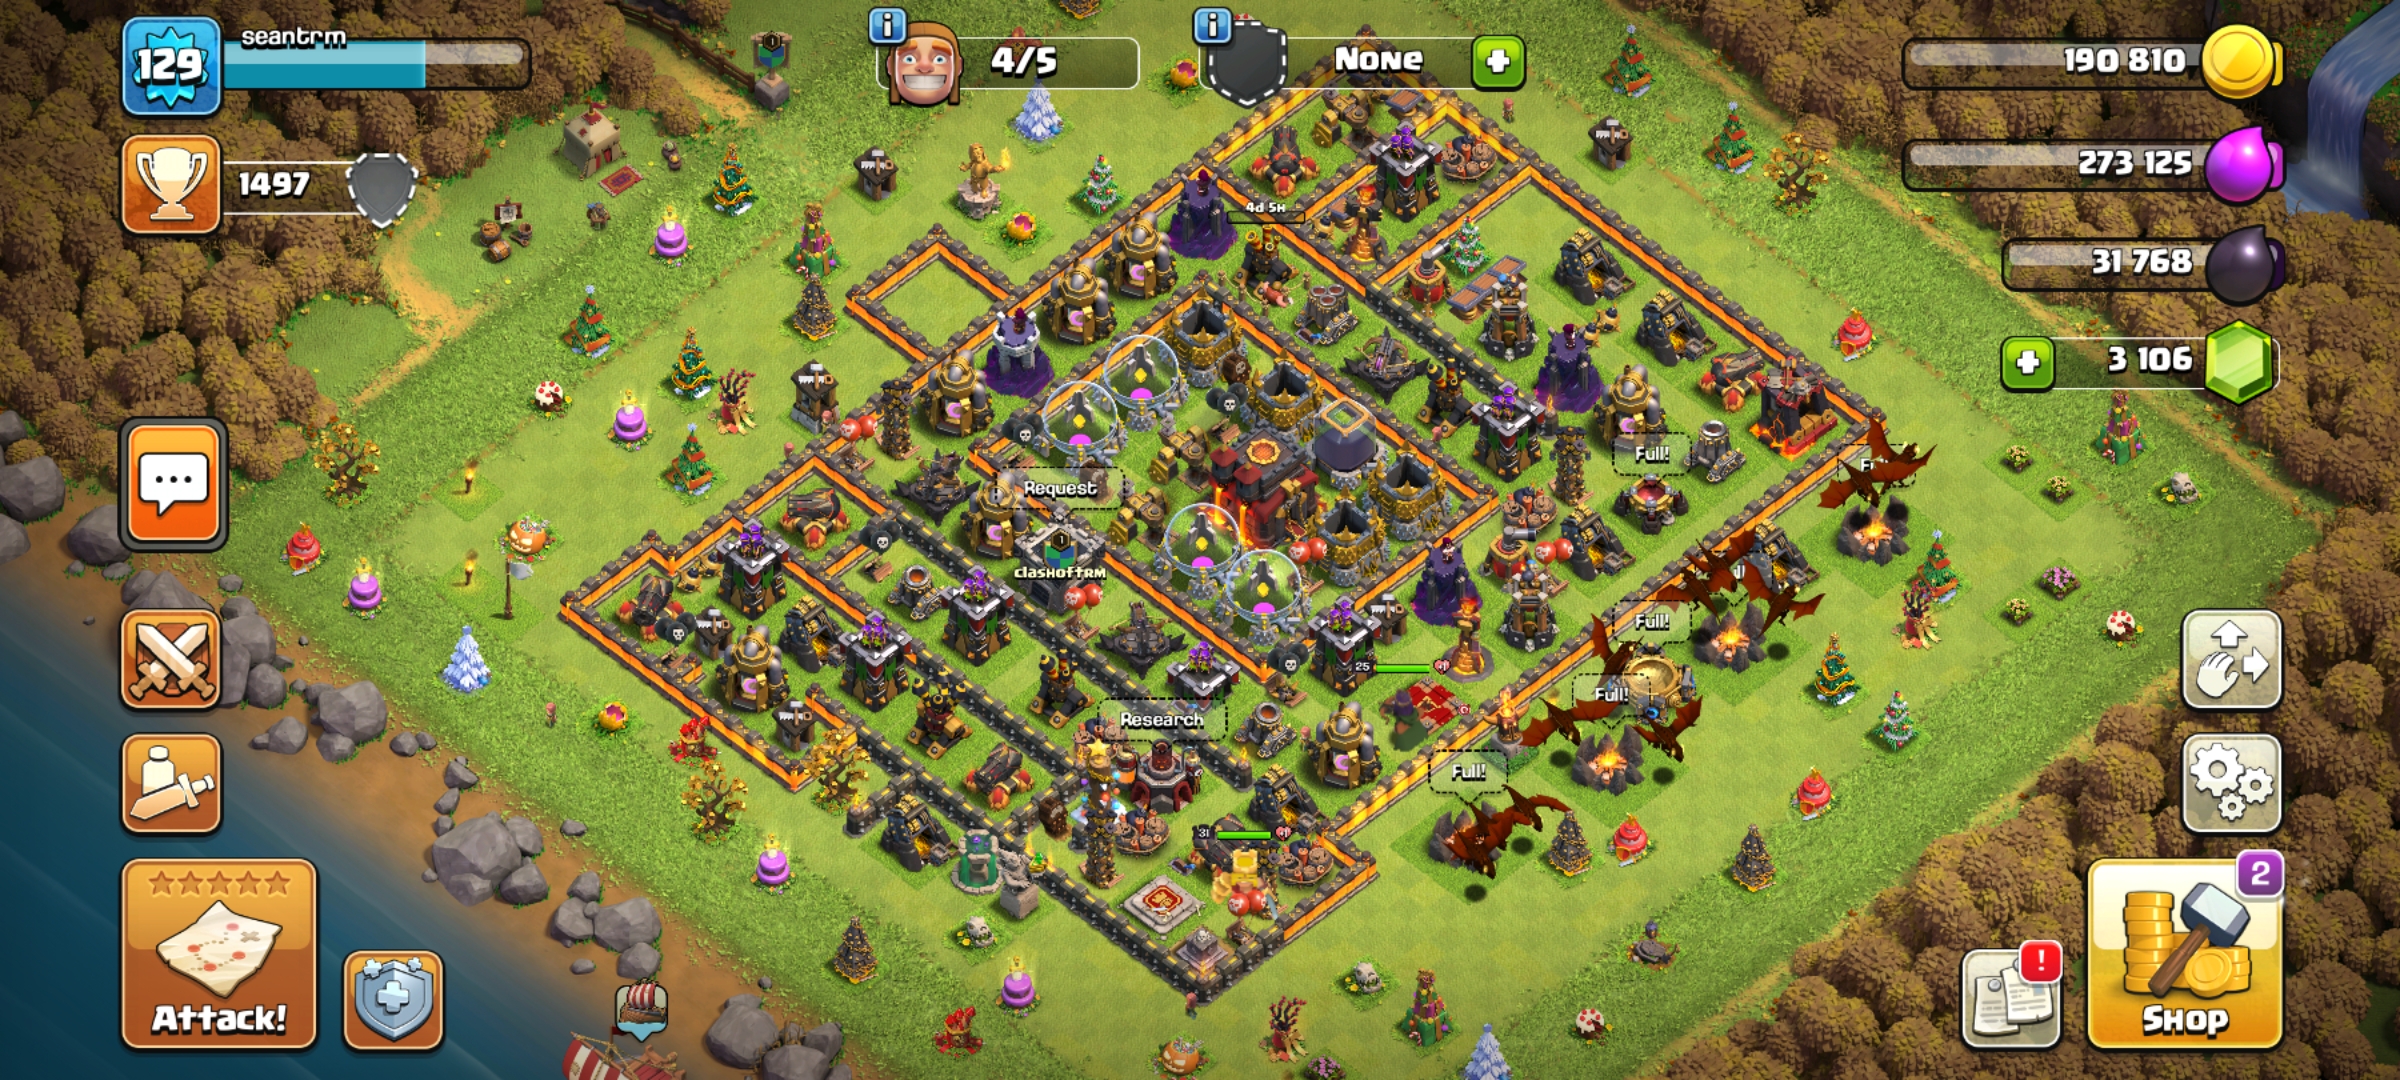 129
seantrm
4/5
None
190 810
1497
273 125
4d 5H
31 768
3 106
Full!
Request
clashoftrm
Full!
25
Full!
Research
Full!
31
2
!
Attack!
Shop